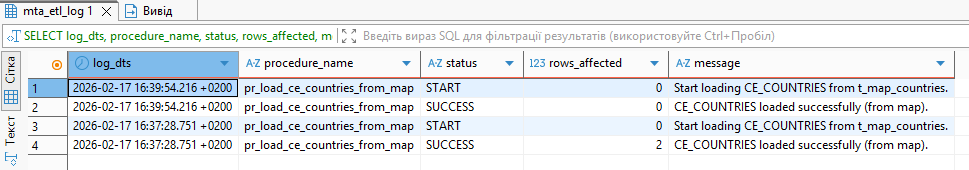 mta_etl_log 1 Вивід
SELECT log_dts, procedure_name, status, rows_affected, m Введіть вираз SQL для фільтрації результатів (використовуйте Ctrl+Пробіл)
Сітка
Текст
log_dts A-Z procedure_name A-Z status 123 rows_affected A-Z message
1 2026-02-17 16:39:54.216 +0200 pr_load_ce_countries_from_map START 0 Start loading CE_COUNTRIES from t_map_countries.
2 2026-02-17 16:39:54.216 +0200 pr_load_ce_countries_from_map SUCCESS 0 CE_COUNTRIES loaded successfully (from map).
3 2026-02-17 16:37:28.751 +0200 pr_load_ce_countries_from_map START 0 Start loading CE_COUNTRIES from t_map_countries.
4 2026-02-17 16:37:28.751 +0200 pr_load_ce_countries_from_map SUCCESS 2 CE_COUNTRIES loaded successfully (from map).